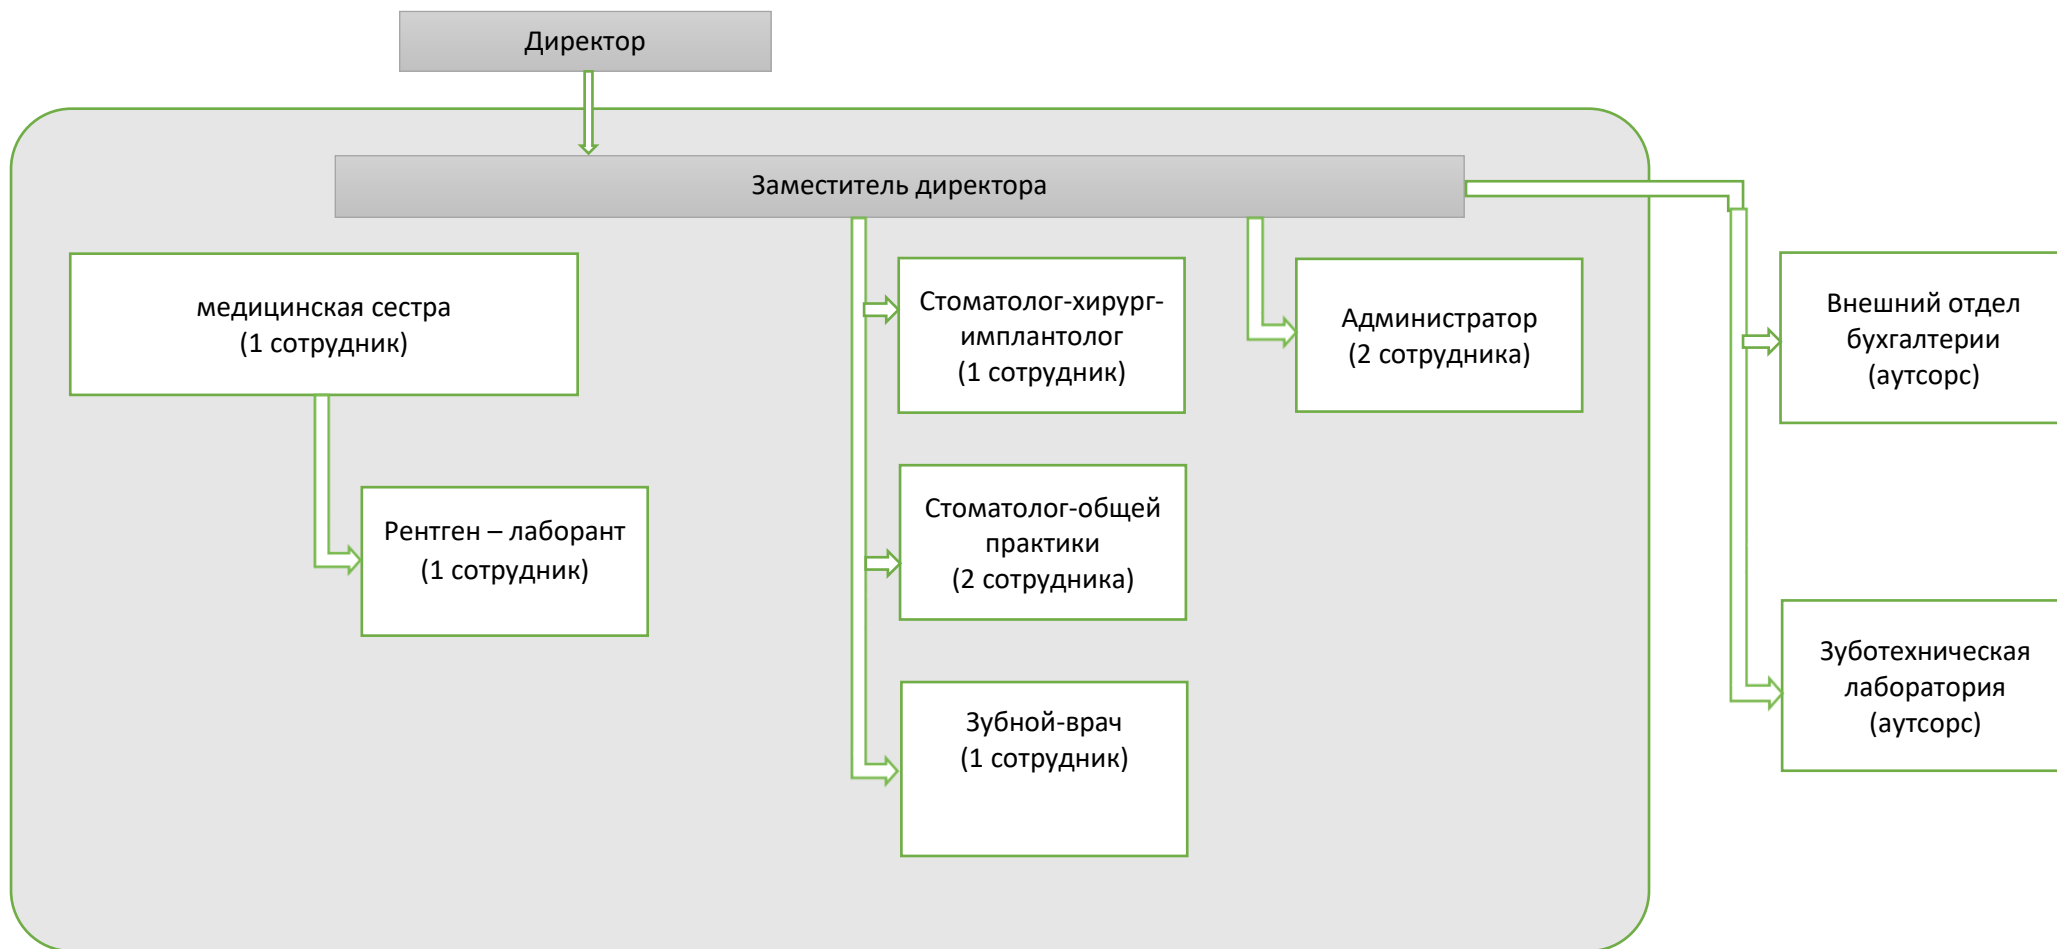 Директор
Заместитель директора
медицинская сестра
(1 сотрудник)
Рентген – лаборант
(1 сотрудник)
Стоматолог-хирург-
имплантолог
(1 сотрудник)
Стоматолог-общей
практики
(2 сотрудника)
Зубной-врач
(1 сотрудник)
Администратор
(2 сотрудника)
Внешний отдел
бухгалтерии
(аутсорс)
Зуботехническая
лаборатория
(аутсорс)